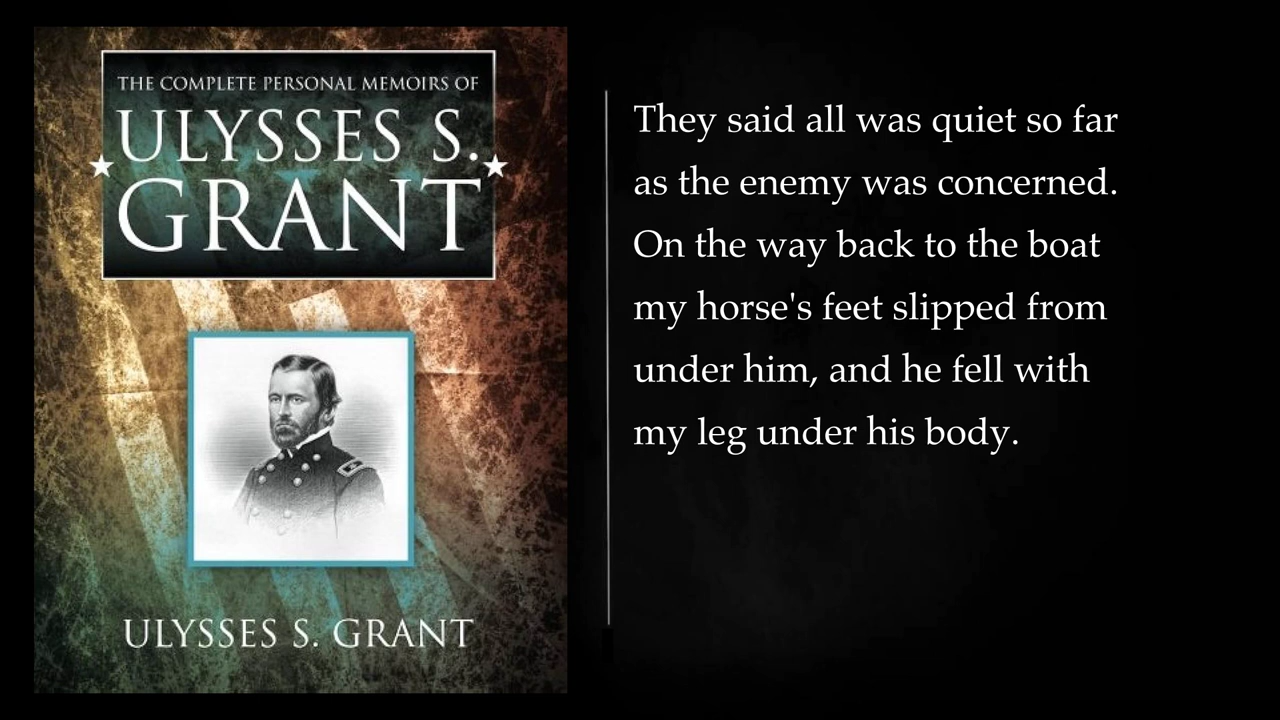 THE COMPLETE PERSONAL MEMOIRS OF
ULYSSES S.
GRANT
ULYSSES S. GRANT
They said all was quiet so far
as the enemy was concerned.
On the way back to the boat
my horse's feet slipped from
under him, and he fell with
my leg under his body.